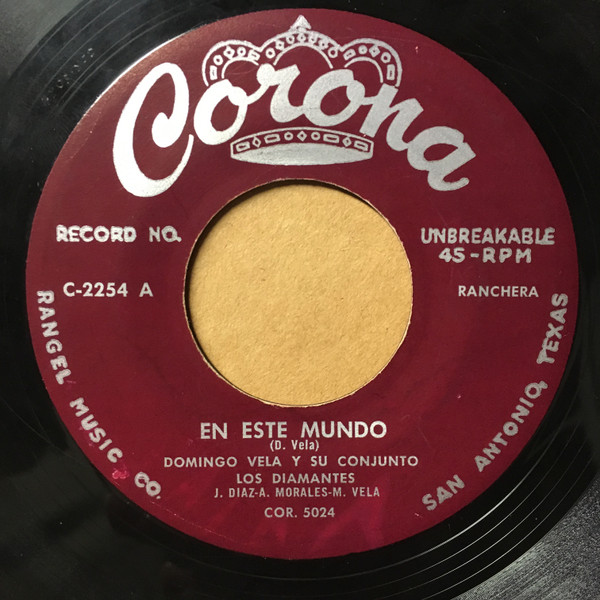 Corona
RECORD NO.
UNBREAKABLE
45-RPM
C-2254 A
RANCHERA
RANGEL MUSIC CO.
SAN ANTONIO, TEXAS
EN ESTE MUNDO
(D. Vela)
DOMINGO VELA Y SU CONJUNTO
LOS DIAMANTES
J. DIAZ-A. MORALES-M. VELA
COR. 5024